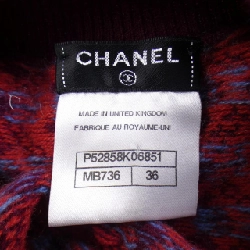 CHANEL
MADE IN UNITED KINGDOM
FABRIQUE AU ROYAUME-UNI
P52858K06851
MB736 36